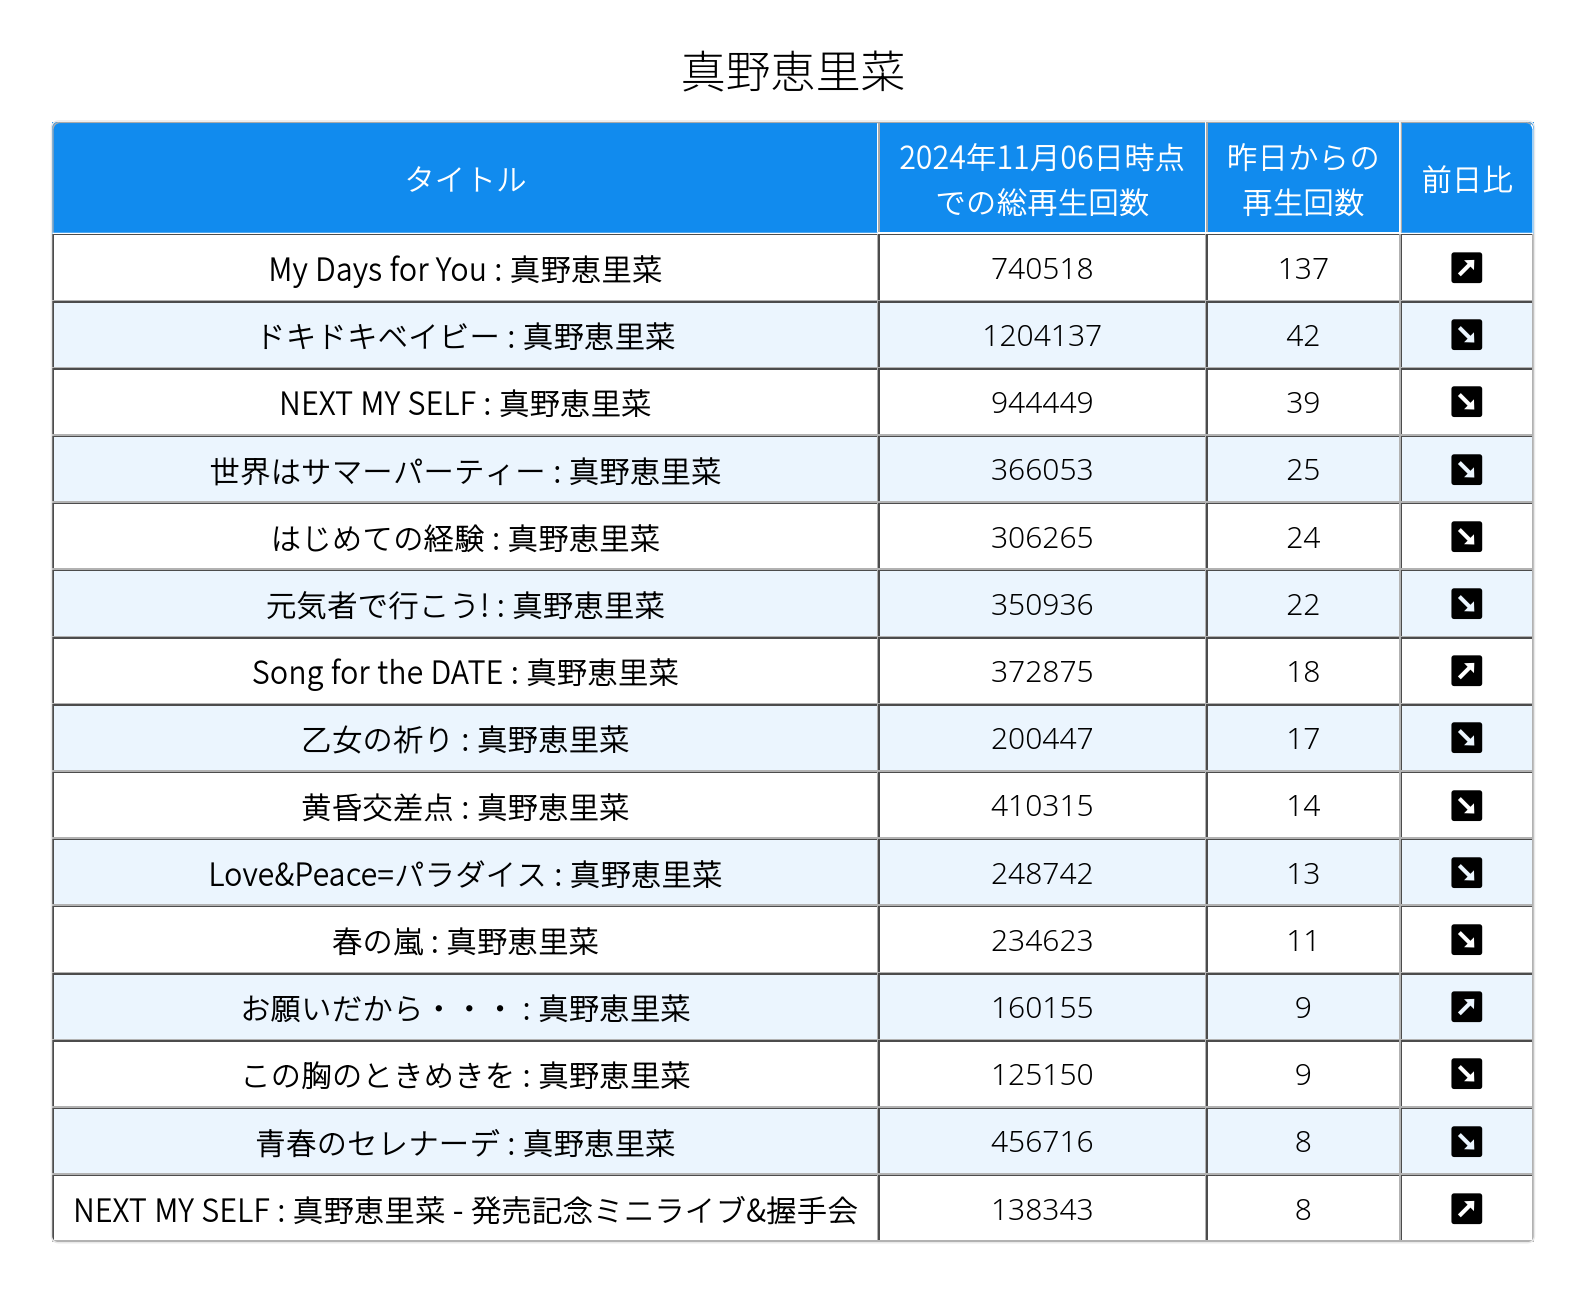 真野恵里菜
タイトル 2024年11月06日時点での総再生回数 昨日からの再生回数 前日比
My Days for You : 真野恵里菜 740518 137 ↗
ドキドキベイビー : 真野恵里菜 1204137 42 ↘
NEXT MY SELF : 真野恵里菜 944449 39 ↘
世界はサマーパーティー : 真野恵里菜 366053 25 ↘
はじめての経験 : 真野恵里菜 306265 24 ↘
元気者で行こう! : 真野恵里菜 350936 22 ↘
Song for the DATE : 真野恵里菜 372875 18 ↗
乙女の祈り : 真野恵里菜 200447 17 ↘
黄昏交差点 : 真野恵里菜 410315 14 ↘
Love&Peace=パラダイス : 真野恵里菜 248742 13 ↘
春の嵐 : 真野恵里菜 234623 11 ↘
お願いだから・・・ : 真野恵里菜 160155 9 ↗
この胸のときめきを : 真野恵里菜 125150 9 ↘
青春のセレナーデ : 真野恵里菜 456716 8 ↘
NEXT MY SELF : 真野恵里菜 - 発売記念ミニライブ&握手会 138343 8 ↗